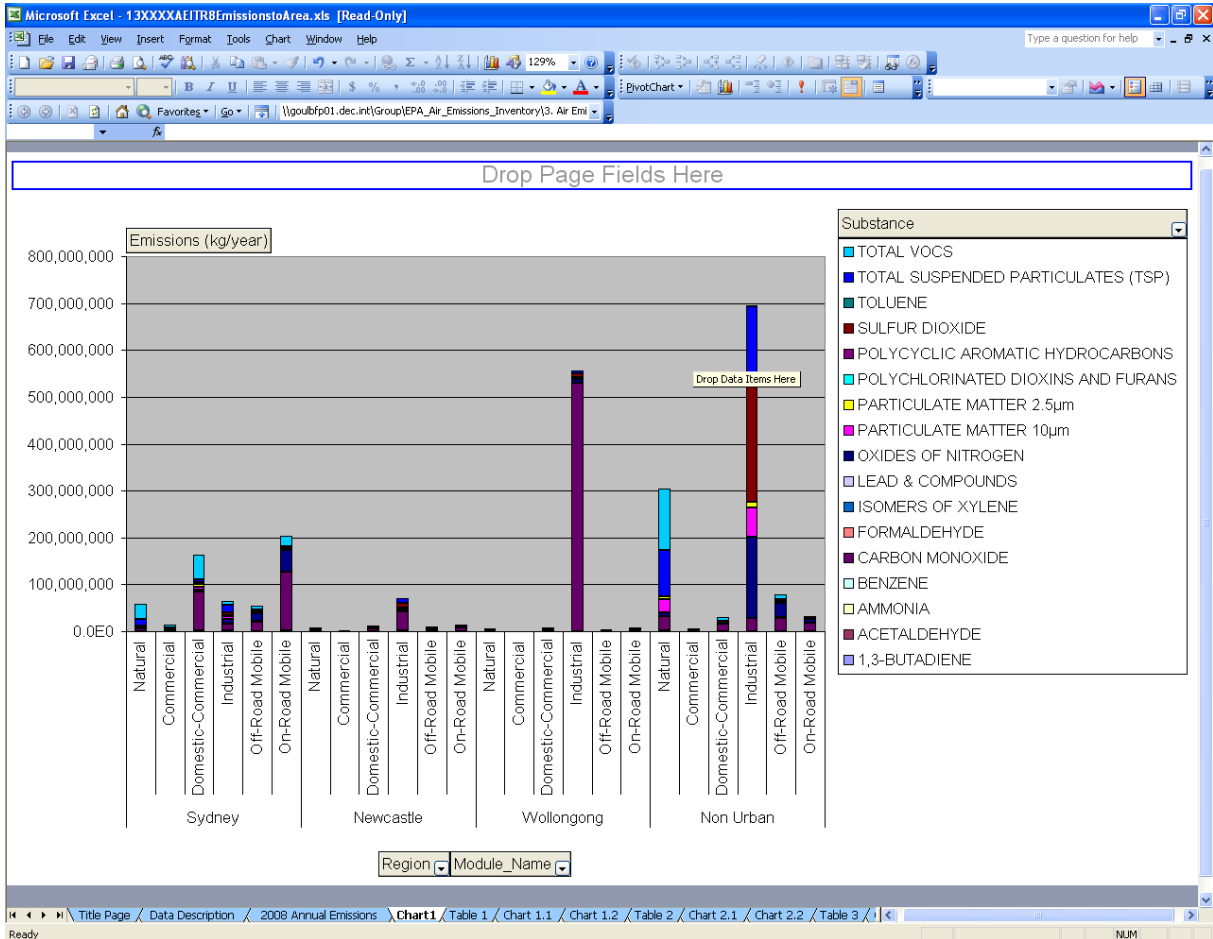 Microsoft Excel - 13XXXXAEITR8EmissionstoArea.xls [Read-Only]
File Edit View Insert Format Tools Chart Window Help
Type a question for help
129%
PivotChart
Favorites Go \\goulbfp01.dec.int\Group\EPA_Air_Emissions_Inventory\3. Air Emi
fx
Drop Page Fields Here
Emissions (kg/year)
800,000,000
700,000,000
600,000,000
500,000,000
400,000,000
300,000,000
200,000,000
100,000,000
0.0E0
Drop Data Items Here
Substance
TOTAL VOCS
TOTAL SUSPENDED PARTICULATES (TSP)
TOLUENE
SULFUR DIOXIDE
POLYCYCLIC AROMATIC HYDROCARBONS
POLYCHLORINATED DIOXINS AND FURANS
PARTICULATE MATTER 2.5µm
PARTICULATE MATTER 10µm
OXIDES OF NITROGEN
LEAD & COMPOUNDS
ISOMERS OF XYLENE
FORMALDEHYDE
CARBON MONOXIDE
BENZENE
AMMONIA
ACETALDEHYDE
1,3-BUTADIENE
Natural
Commercial
Domestic-Commercial
Industrial
Off-Road Mobile
On-Road Mobile
Natural
Commercial
Domestic-Commercial
Industrial
Off-Road Mobile
On-Road Mobile
Natural
Commercial
Domestic-Commercial
Industrial
Off-Road Mobile
On-Road Mobile
Natural
Commercial
Domestic-Commercial
Industrial
Off-Road Mobile
On-Road Mobile
Sydney Newcastle Wollongong Non Urban
Region Module_Name
Title Page Data Description 2008 Annual Emissions Chart1 Table 1 Chart 1.1 Chart 1.2 Table 2 Chart 2.1 Chart 2.2 Table 3
Ready NUM